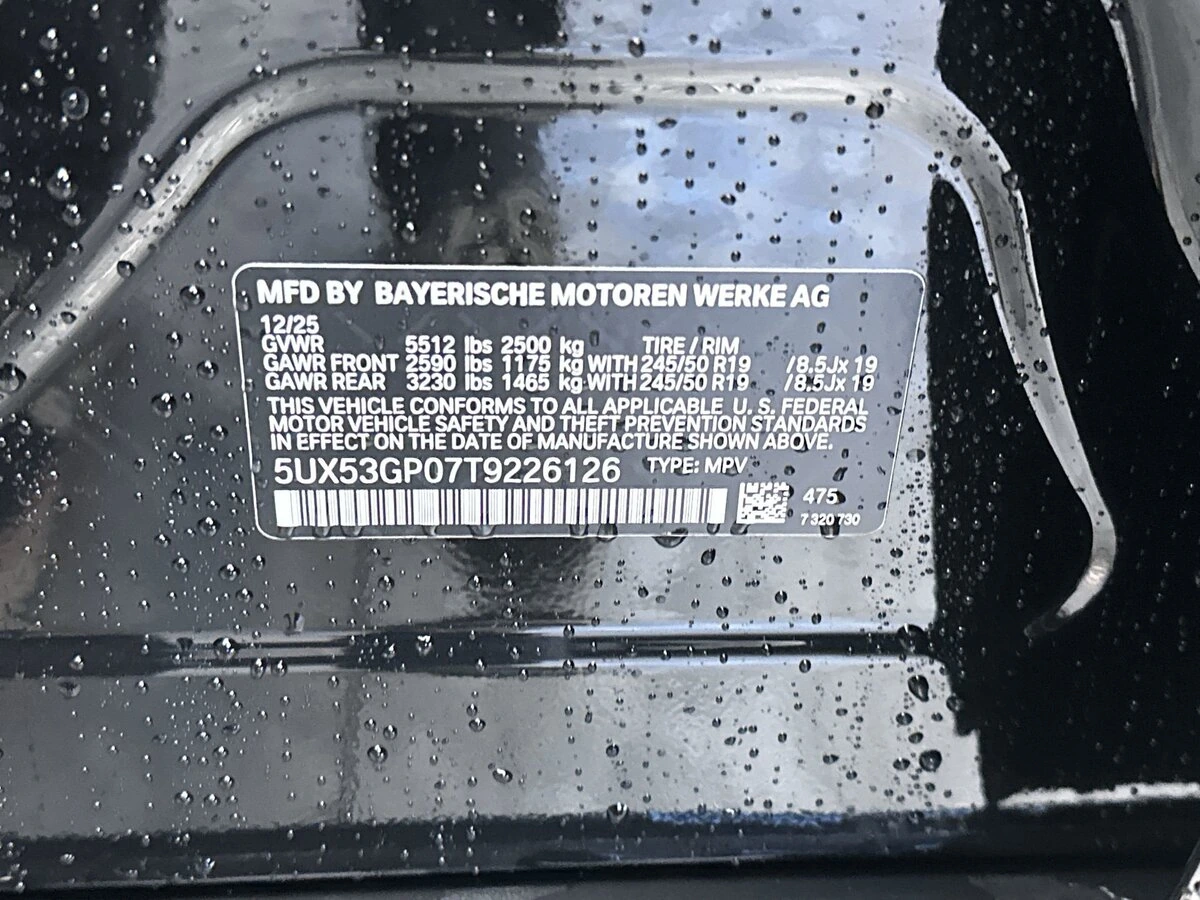 MFD BY BAYERISCHE MOTOREN WERKE AG
12/25
GVWR 5512 lbs 2500 kg TIRE / RIM
GAWR FRONT 2590 lbs 1175 kg WITH 245/50 R19 /8.5Jx 19
GAWR REAR 3230 lbs 1465 kg WITH 245/50 R19 /8.5Jx 19
THIS VEHICLE CONFORMS TO ALL APPLICABLE U. S. FEDERAL
MOTOR VEHICLE SAFETY AND THEFT PREVENTION STANDARDS
IN EFFECT ON THE DATE OF MANUFACTURE SHOWN ABOVE.
5UX53GP07T9226126 TYPE: MPV
475
7 320 730